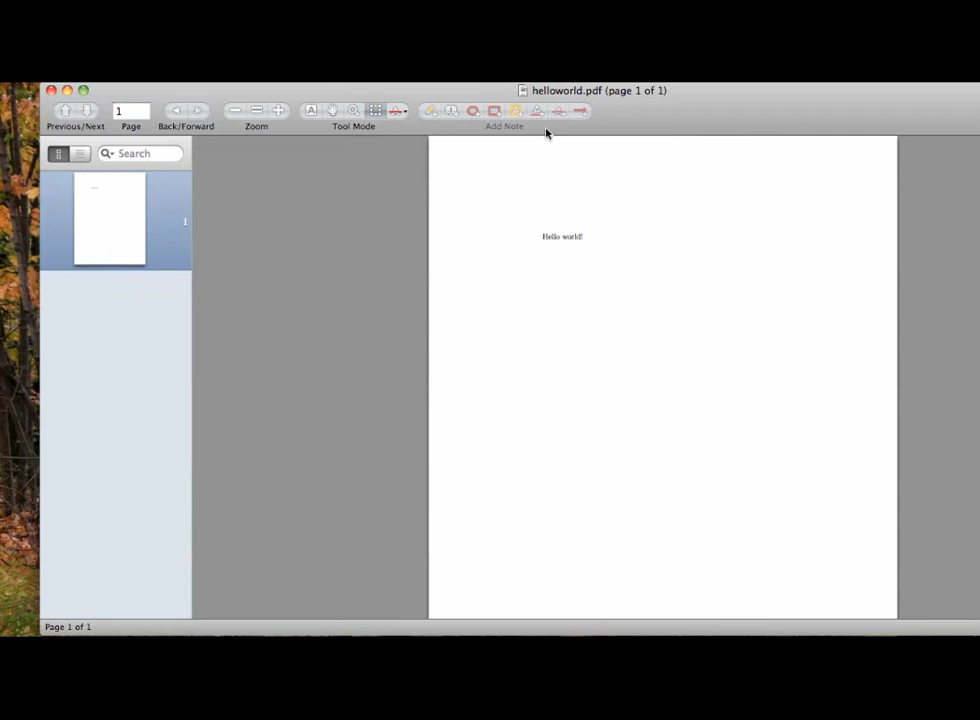 helloworld.pdf (page 1 of 1)
1
Previous/Next Page Back/Forward Zoom Tool Mode Add Note
Search
1
Hello world!
Page 1 of 1